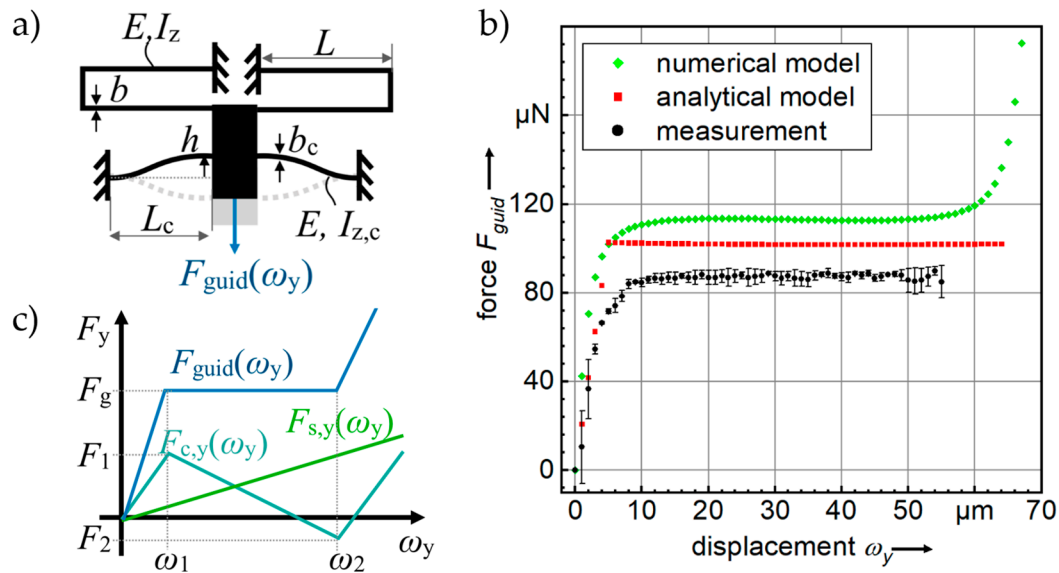 a)
E, I_z
L
b
h
b_c
L_c
E, I_z,c
F_guid(ω_y)
b)
numerical model
analytical model
measurement
µN
120
80
40
0
force F_guid
0 10 20 30 40 50 µm 70
displacement ω_y
c)
F_y
F_guid(ω_y)
F_g
F_s,y(ω_y)
F_c,y(ω_y)
F_1
F_2
ω_1 ω_2 ω_y